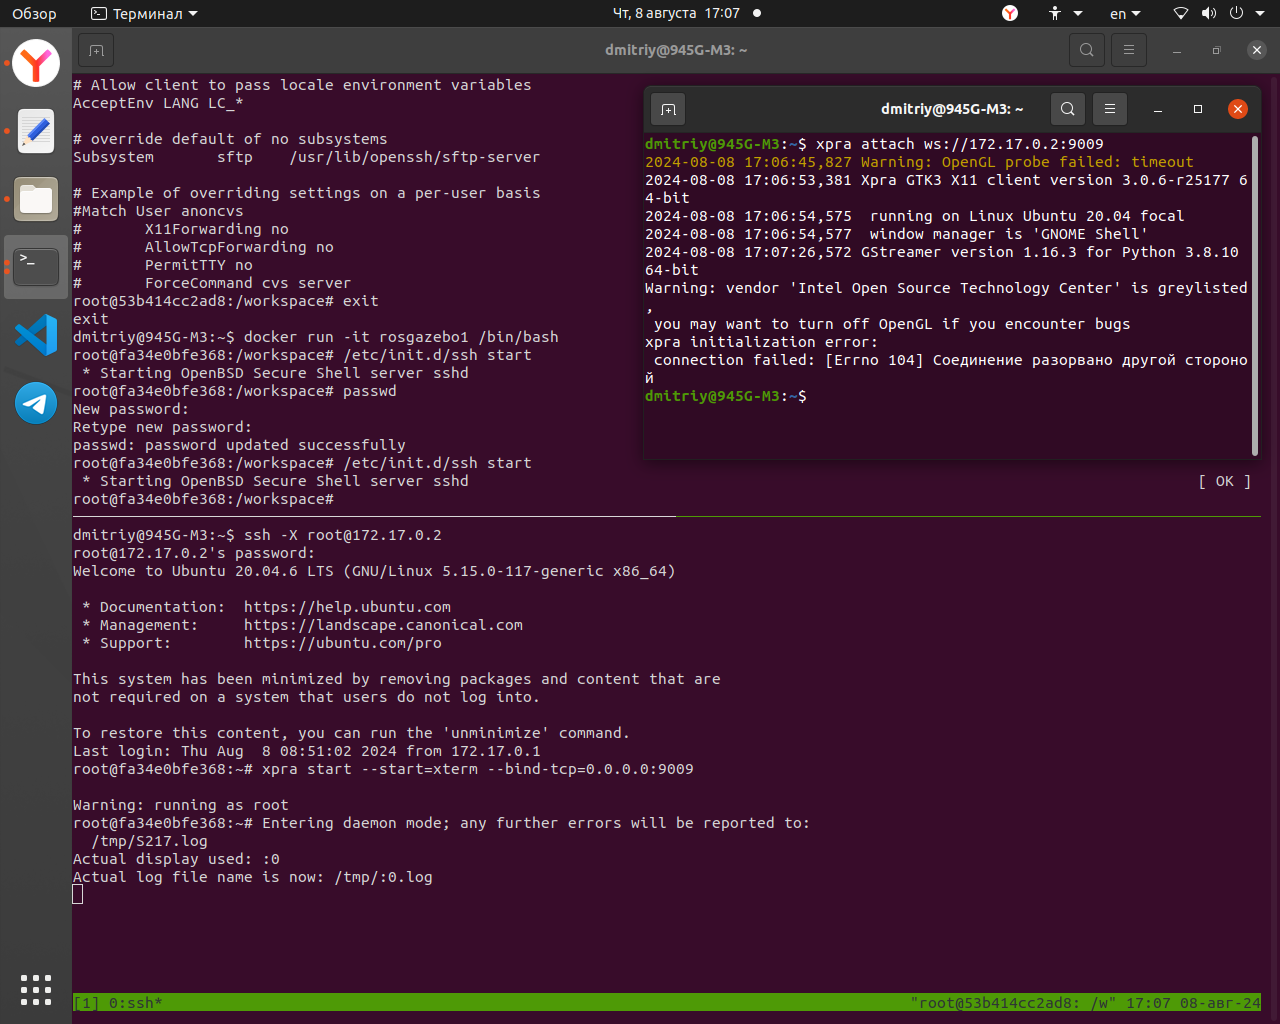 Обзор
Терминал
Чт, 8 августа 17:07
en
dmitriy@945G-M3: ~
# Allow client to pass locale environment variables
AcceptEnv LANG LC_*
# override default of no subsystems
Subsystem       sftp    /usr/lib/openssh/sftp-server
# Example of overriding settings on a per-user basis
#Match User anoncvs
#       X11Forwarding no
#       AllowTcpForwarding no
#       PermitTTY no
#       ForceCommand cvs server
root@53b414cc2ad8:/workspace# exit
exit
dmitriy@945G-M3:~$ docker run -it rosgazebo1 /bin/bash
root@fa34e0bfe368:/workspace# /etc/init.d/ssh start
 * Starting OpenBSD Secure Shell server sshd
root@fa34e0bfe368:/workspace# passwd
New password:
Retype new password:
passwd: password updated successfully
root@fa34e0bfe368:/workspace# /etc/init.d/ssh start
 * Starting OpenBSD Secure Shell server sshd [ OK ]
root@fa34e0bfe368:/workspace#
dmitriy@945G-M3: ~
dmitriy@945G-M3:~$ xpra attach ws://172.17.0.2:9009
2024-08-08 17:06:45,827 Warning: OpenGL probe failed: timeout
2024-08-08 17:06:53,381 Xpra GTK3 X11 client version 3.0.6-r25177 6
4-bit
2024-08-08 17:06:54,575  running on Linux Ubuntu 20.04 focal
2024-08-08 17:06:54,577  window manager is 'GNOME Shell'
2024-08-08 17:07:26,572 GStreamer version 1.16.3 for Python 3.8.10
64-bit
Warning: vendor 'Intel Open Source Technology Center' is greylisted
,
 you may want to turn off OpenGL if you encounter bugs
xpra initialization error:
 connection failed: [Errno 104] Соединение разорвано другой стороно
й
dmitriy@945G-M3:~$
dmitriy@945G-M3:~$ ssh -X root@172.17.0.2
root@172.17.0.2's password:
Welcome to Ubuntu 20.04.6 LTS (GNU/Linux 5.15.0-117-generic x86_64)
 * Documentation:  https://help.ubuntu.com
 * Management:     https://landscape.canonical.com
 * Support:        https://ubuntu.com/pro
This system has been minimized by removing packages and content that are
not required on a system that users do not log into.
To restore this content, you can run the 'unminimize' command.
Last login: Thu Aug  8 08:51:02 2024 from 172.17.0.1
root@fa34e0bfe368:~# xpra start --start=xterm --bind-tcp=0.0.0.0:9009
Warning: running as root
root@fa34e0bfe368:~# Entering daemon mode; any further errors will be reported to:
  /tmp/S217.log
Actual display used: :0
Actual log file name is now: /tmp/:0.log
[1] 0:ssh* "root@53b414cc2ad8: /w" 17:07 08-авг-24